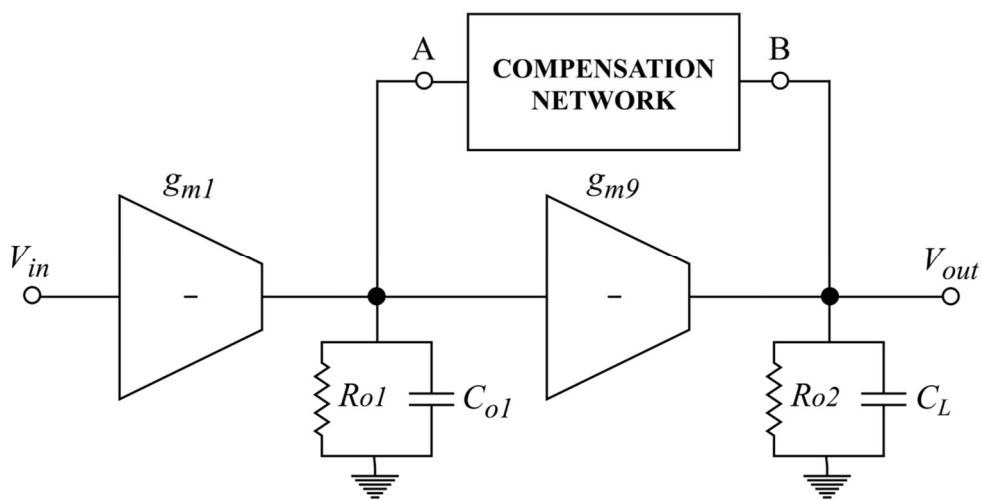 A
B
COMPENSATION
NETWORK
gm1
gm9
Vin
-
-
Vout
Ro1
Co1
Ro2
CL